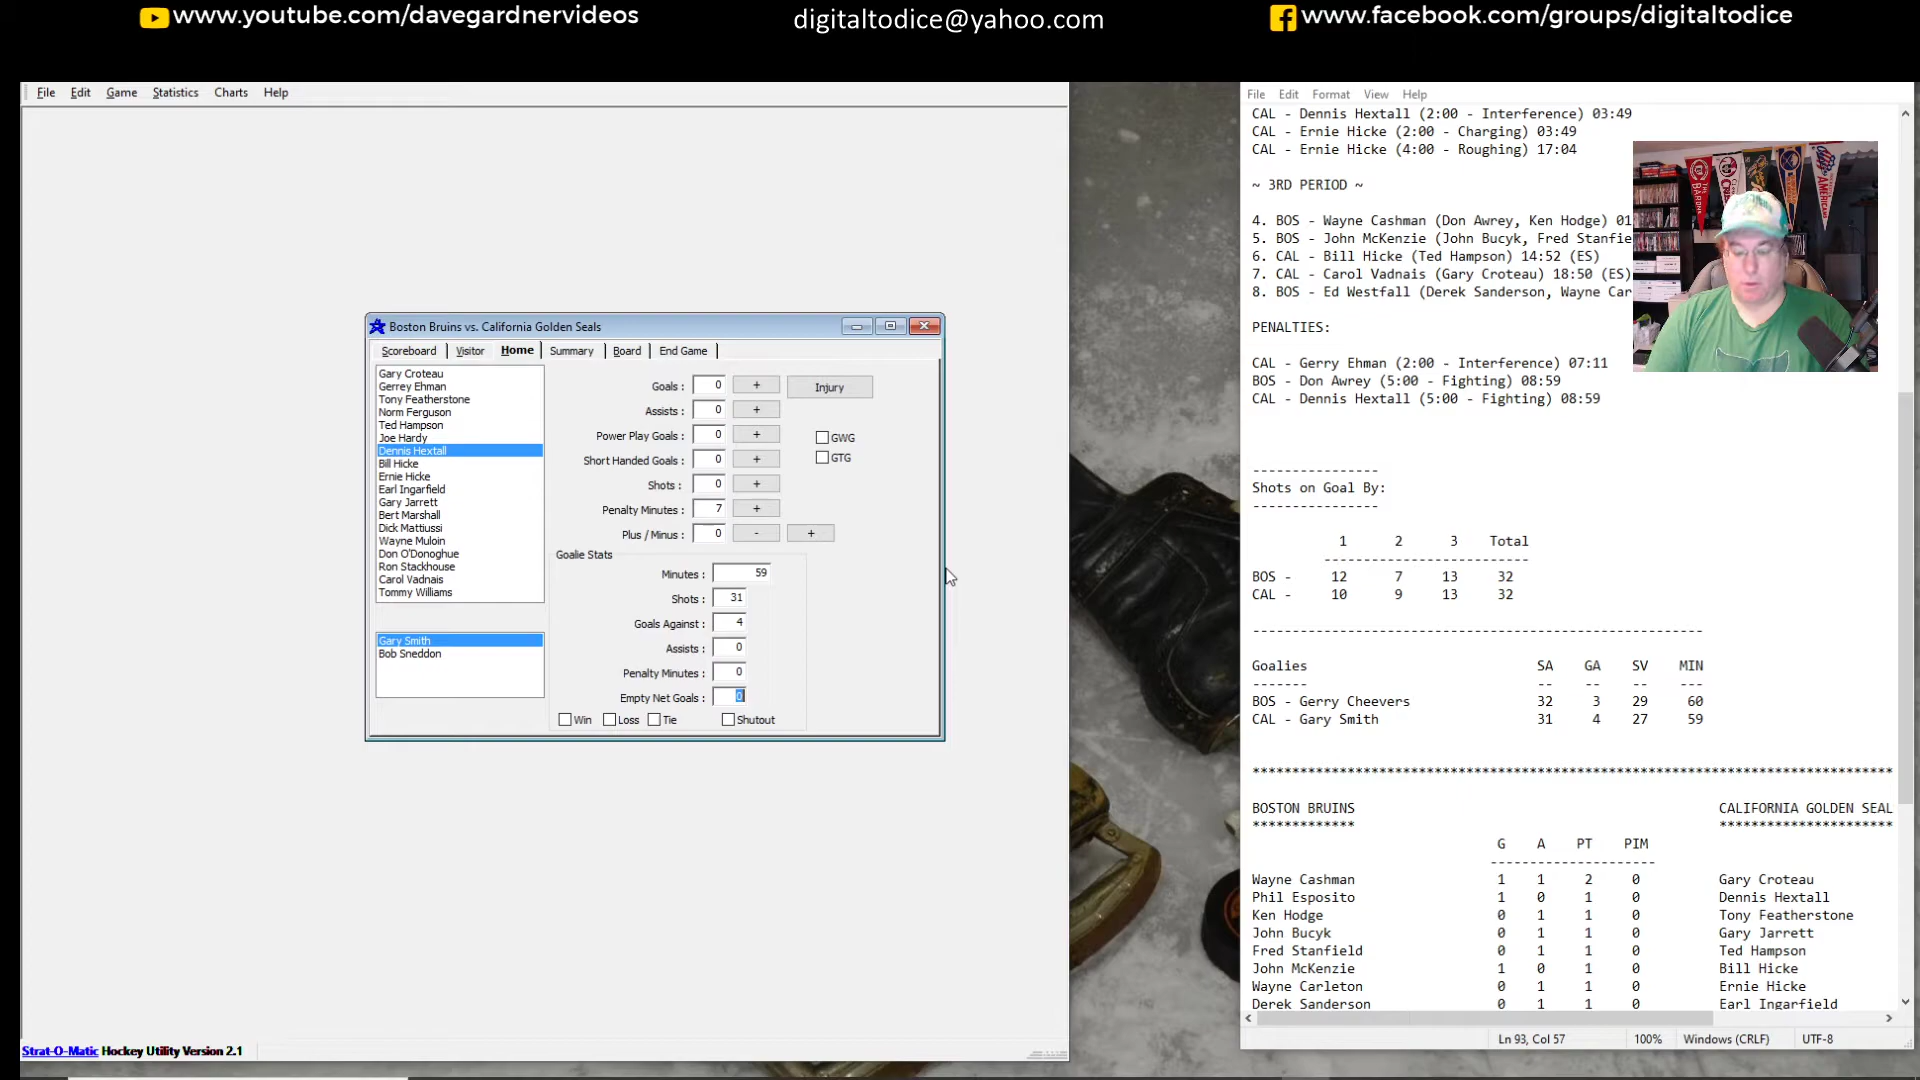 www.youtube.com/davegardnervideos
digitaltodice@yahoo.com
www.facebook.com/groups/digitaltodice
File Edit Game Statistics Charts Help
Boston Bruins vs. California Golden Seals
Scoreboard Visitor Home Summary Board End Game
Gary Croteau
Gerrey Ehman
Tony Featherstone
Norm Ferguson
Ted Hampson
Joe Hardy
Dennis Hextall
Bill Hicke
Ernie Hicke
Earl Ingarfield
Gary Jarrett
Bert Marshall
Dick Mattiussi
Wayne Muloin
Don O'Donoghue
Ron Stackhouse
Carol Vadnais
Tommy Williams
Gary Smith
Bob Sneddon
Goals : 0 + Injury
Assists : 0 +
Power Play Goals : 0 + GWG
Short Handed Goals : 0 + GTG
Shots : 0 +
Penalty Minutes : 7 +
Plus / Minus : 0 - +
Goalie Stats
Minutes : 59
Shots : 31
Goals Against : 4
Assists : 0
Penalty Minutes : 0
Empty Net Goals : 0
Win Loss Tie Shutout
Strat-O-Matic Hockey Utility Version 2.1
File Edit Format View Help
CAL - Dennis Hextall (2:00 - Interference) 03:49
CAL - Ernie Hicke (2:00 - Charging) 03:49
CAL - Ernie Hicke (4:00 - Roughing) 17:04
~ 3RD PERIOD ~
4. BOS - Wayne Cashman (Don Awrey, Ken Hodge) 01
5. BOS - John McKenzie (John Bucyk, Fred Stanfie
6. CAL - Bill Hicke (Ted Hampson) 14:52 (ES)
7. CAL - Carol Vadnais (Gary Croteau) 18:50 (ES)
8. BOS - Ed Westfall (Derek Sanderson, Wayne Car
PENALTIES:
CAL - Gerry Ehman (2:00 - Interference) 07:11
BOS - Don Awrey (5:00 - Fighting) 08:59
CAL - Dennis Hextall (5:00 - Fighting) 08:59
---------------
Shots on Goal By:
---------------
1 2 3 Total
--------------------------
BOS - 12 7 13 32
CAL - 10 9 13 32
---------------------------------------------------------
Goalies SA GA SV MIN
------- -- -- -- ---
BOS - Gerry Cheevers 32 3 29 60
CAL - Gary Smith 31 4 27 59
********************************************************************************
BOSTON BRUINS CALIFORNIA GOLDEN SEAL
************* **********************
G A PT PIM
---------------------
Wayne Cashman 1 1 2 0 Gary Croteau
Phil Esposito 1 0 1 0 Dennis Hextall
Ken Hodge 0 1 1 0 Tony Featherstone
John Bucyk 0 1 1 0 Gary Jarrett
Fred Stanfield 0 1 1 0 Ted Hampson
John McKenzie 1 0 1 0 Bill Hicke
Wayne Carleton 0 1 1 0 Ernie Hicke
Derek Sanderson 0 1 1 0 Earl Ingarfield
Ln 93, Col 57 100% Windows (CRLF) UTF-8